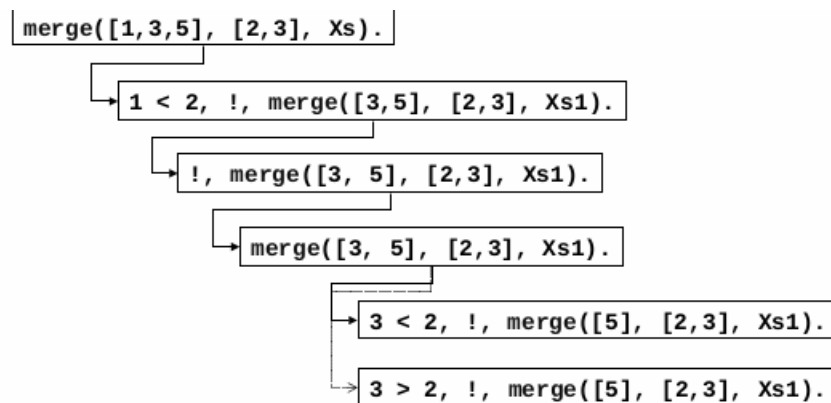 merge([1,3,5], [2,3], Xs).
1 < 2, !, merge([3,5], [2,3], Xs1).
!, merge([3, 5], [2,3], Xs1).
merge([3, 5], [2,3], Xs1).
3 < 2, !, merge([5], [2,3], Xs1).
3 > 2, !, merge([5], [2,3], Xs1).